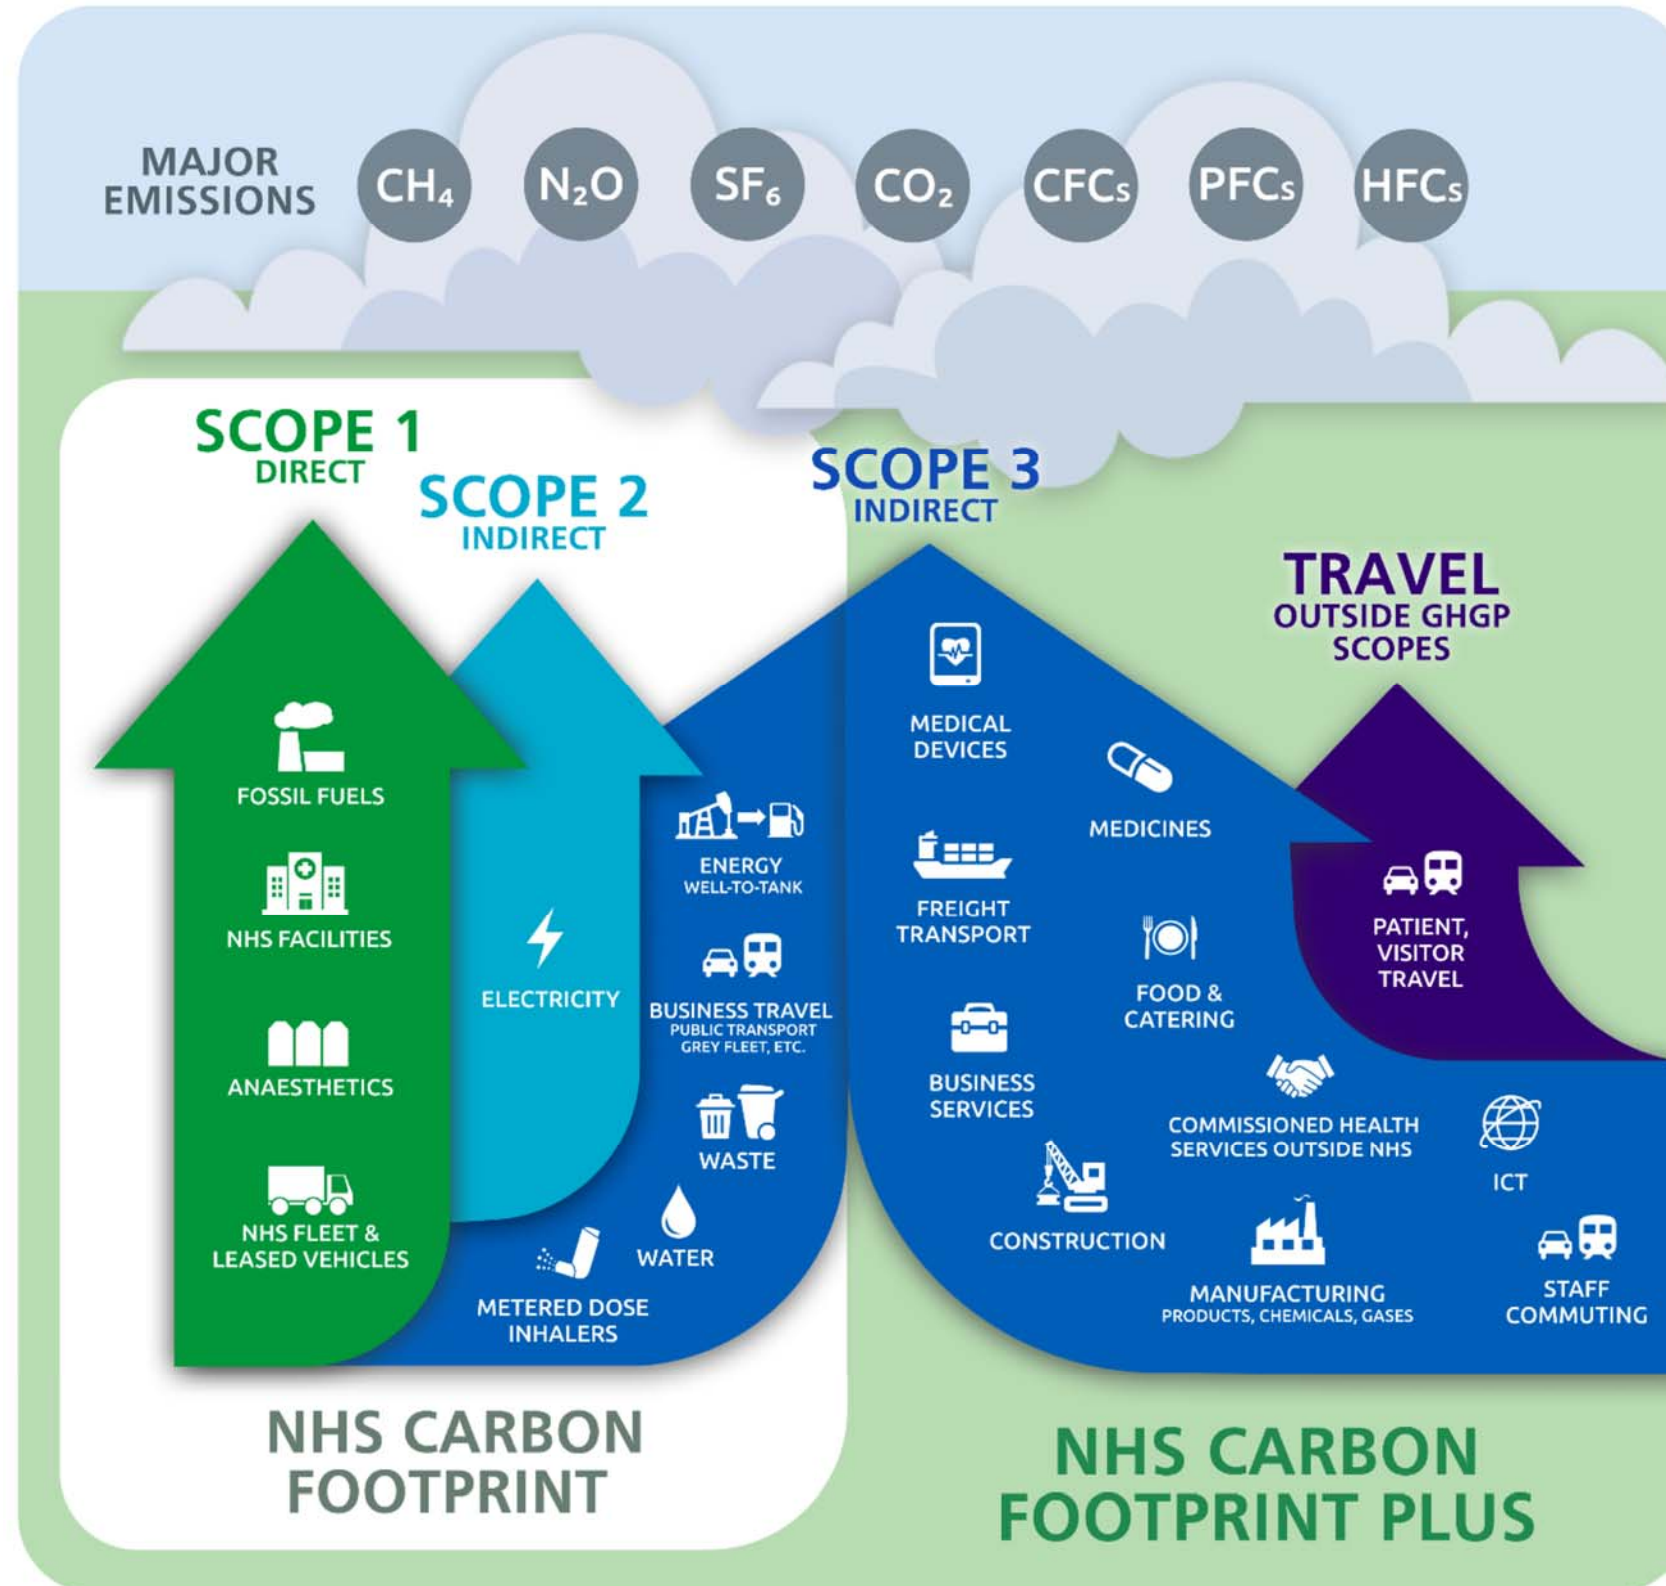 MAJOR
EMISSIONS
CH₄
N₂O
SF₆
CO₂
CFCs
PFCs
HFCs
SCOPE 1
DIRECT
SCOPE 2
INDIRECT
SCOPE 3
INDIRECT
TRAVEL
OUTSIDE GHGP
SCOPES
FOSSIL FUELS
NHS FACILITIES
ANAESTHETICS
NHS FLEET &
LEASED VEHICLES
ELECTRICITY
ENERGY
WELL-TO-TANK
BUSINESS TRAVEL
PUBLIC TRANSPORT
GREY FLEET, ETC.
WASTE
WATER
METERED DOSE
INHALERS
MEDICAL
DEVICES
MEDICINES
FREIGHT
TRANSPORT
FOOD &
CATERING
BUSINESS
SERVICES
COMMISSIONED HEALTH
SERVICES OUTSIDE NHS
CONSTRUCTION
MANUFACTURING
PRODUCTS, CHEMICALS, GASES
ICT
STAFF
COMMUTING
PATIENT,
VISITOR
TRAVEL
NHS CARBON
FOOTPRINT
NHS CARBON
FOOTPRINT PLUS